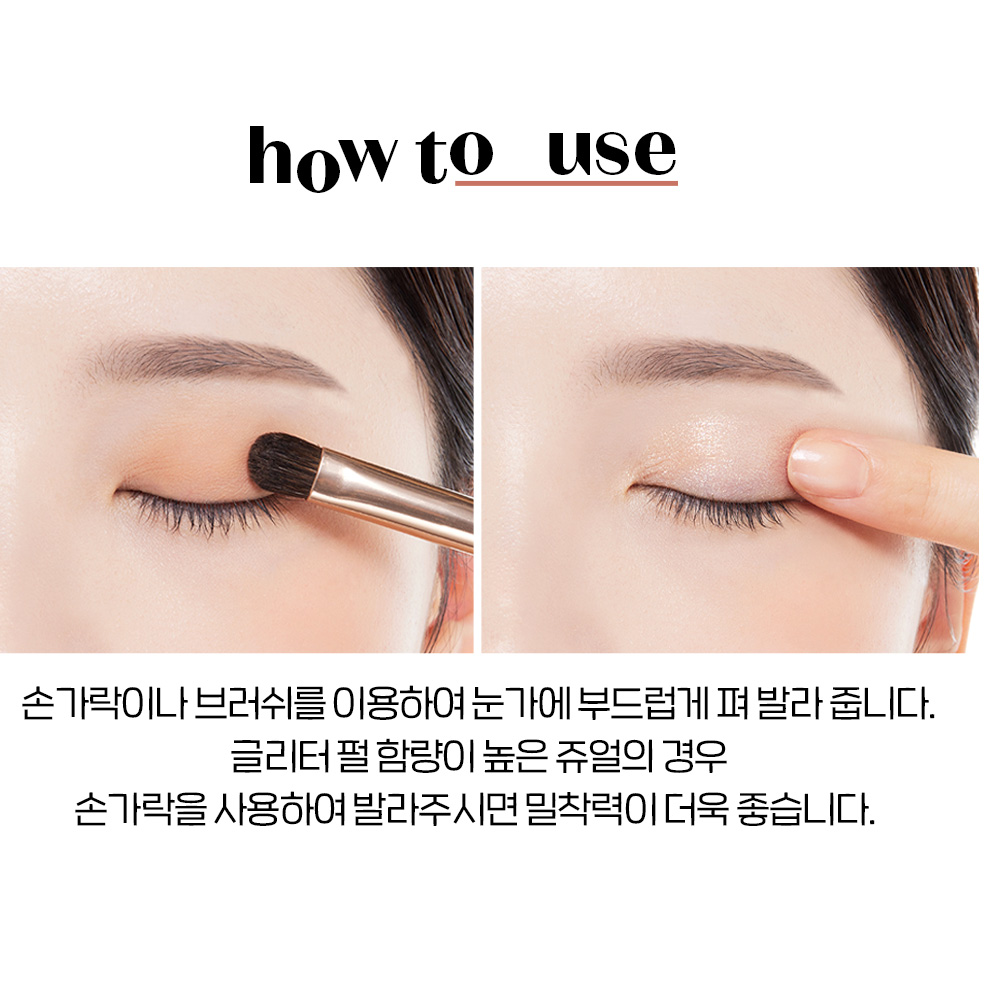 how to use
손가락이나 브러쉬를 이용하여 눈가에 부드럽게 펴 발라 줍니다.
글리터 펄 함량이 높은 쥬얼의 경우
손가락을 사용하여 발라주시면 밀착력이 더욱 좋습니다.